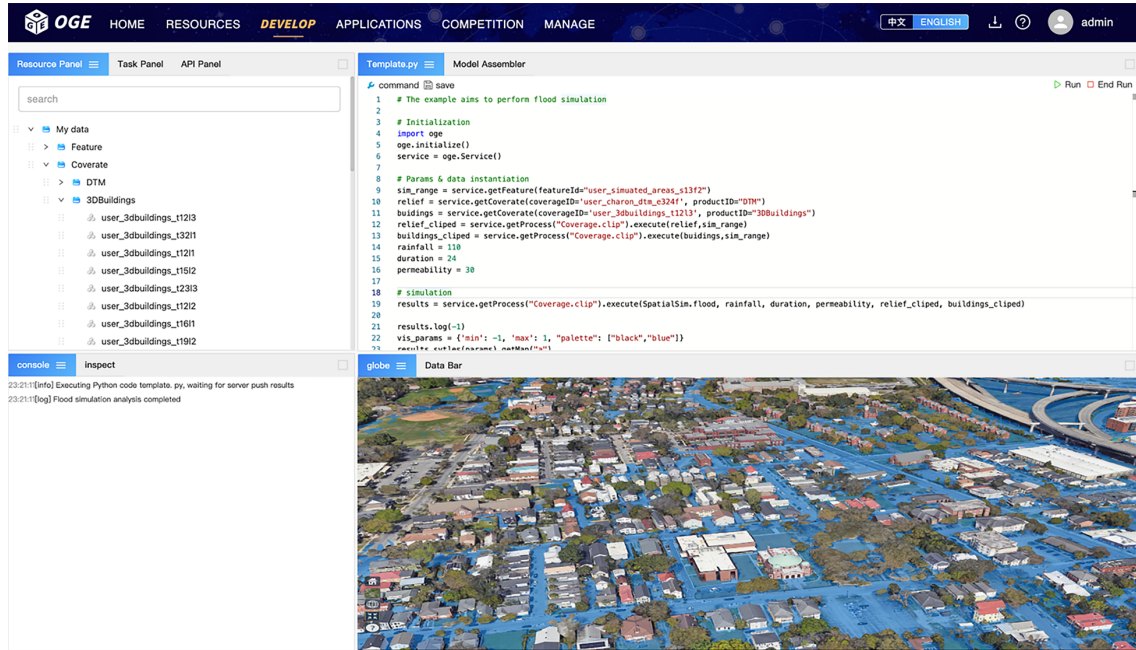 OGE HOME RESOURCES DEVELOP APPLICATIONS COMPETITION MANAGE 中文 ENGLISH admin
Resource Panel Task Panel API Panel
search
My data
Feature
Coverate
DTM
3DBuildings
user_3dbuildings_t12l3
user_3dbuildings_t32l1
user_3dbuildings_t12l1
user_3dbuildings_t15l2
user_3dbuildings_t23l3
user_3dbuildings_t12l2
user_3dbuildings_t16l1
user_3dbuildings_t19l2
Template.py Model Assembler
command save Run End Run
1 # The example aims to perform flood simulation
2
3 # Initialization
4 import oge
5 oge.initialize()
6 service = oge.Service()
7
8 # Params & data instantiation
9 sim_range = service.getFeature(featureId="user_simuated_areas_s13f2")
10 relief = service.getCoverate(coverageID='user_charon_dtm_e324f', productID="DTM")
11 buidings = service.getCoverate(coverageID='user_3dbuildings_t12l3', productID="3DBuildings")
12 relief_cliped = service.getProcess("Coverage.clip").execute(relief,sim_range)
13 buildings_cliped = service.getProcess("Coverage.clip").execute(buidings,sim_range)
14 rainfall = 110
15 duration = 24
16 permeability = 30
17
18 # simulation
19 results = service.getProcess("Coverage.clip").execute(SpatialSim.flood, rainfall, duration, permeability, relief_cliped, buildings_cliped)
20
21 results.log(-1)
22 vis_params = {'min': -1, 'max': 1, "palette": ["black","blue"]}
23 results.sytles(params).getMap("a")
console inspect
23:21:11[info] Executing Python code template. py, waiting for server push results
23:21:11[log] Flood simulation analysis completed
globe Data Bar